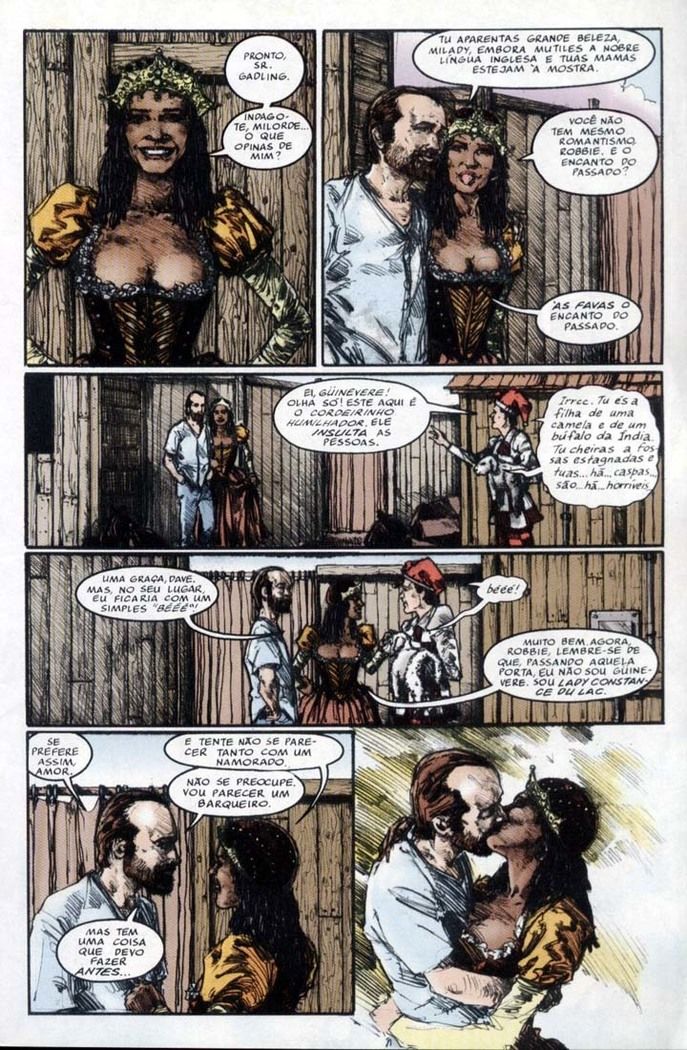 PRONTO,
SR.
GADLING.
INDAGO-
TE, MILORDE...
O QUE
OPINAS DE
MIM?
TU APARENTAS GRANDE BELEZA,
MILADY, EMBORA MUTILES A NOBRE
LÍNGUA INGLESA E TUAS MAMAS
ESTEJAM 'A MOSTRA.
VOCÊ NÃO
TEM MESMO
ROMANTISMO,
ROBBIE. E O
ENCANTO DO
PASSADO?
'AS FAVAS O
ENCANTO DO
PASSADO.
EI, GÜINEVERE!
OLHA SÓ! ESTE AQUI É
O CORDEIRINHO
HUMILHADOR. ELE
INSULTA AS
PESSOAS.
Irrcc. Tu és a
filha de uma
camela e de um
búfalo da Índia.
Tu cheiras a fos-
sas estagnadas e
tuas...hã...caspas...
são...hã...horríveis
UMA GRAÇA, DAVE.
MAS, NO SEU LUGAR,
EU FICARIA COM UM
SIMPLES "BÉÉÉ"!
béééé!
MUITO BEM. AGORA,
ROBBIE, LEMBRE-SE DE
QUE, PASSANDO AQUELA
PORTA, EU NÃO SOU GÜINE-
VERE. SOU LADY CONSTAN-
CE DU LAC.
SE
PREFERE
ASSIM,
AMOR.
E TENTE NÃO SE PARE-
CER TANTO COM UM
NAMORADO.
NÃO SE PREOCUPE.
VOU PARECER UM
BARQUEIRO.
MAS TEM
UMA COISA
QUE DEVO
FAZER
ANTES...